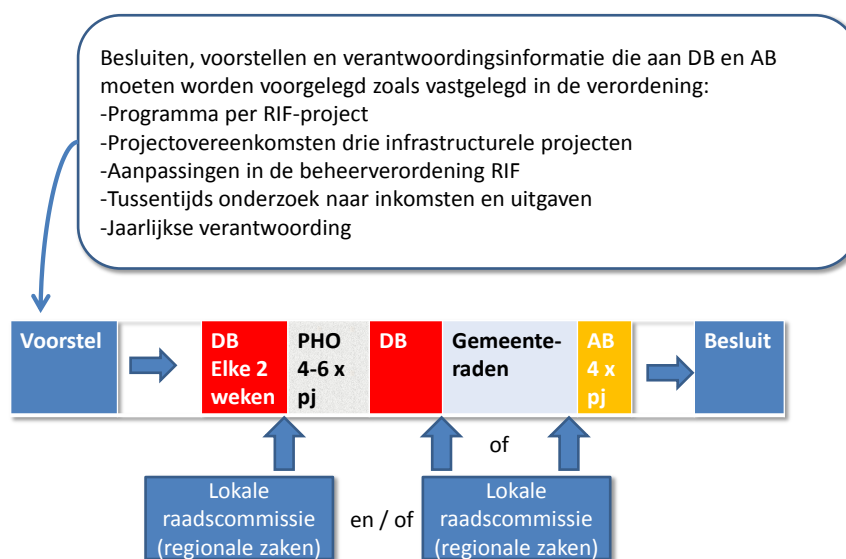 Besluiten, voorstellen en verantwoordingsinformatie die aan DB en AB
moeten worden voorgelegd zoals vastgelegd in de verordening:
-Programma per RIF-project
-Projectovereenkomsten drie infrastructurele projecten
-Aanpassingen in de beheerverordening RIF
-Tussentijds onderzoek naar inkomsten en uitgaven
-Jaarlijkse verantwoording
Voorstel
DB
Elke 2
weken
PHO
4-6 x
pj
DB
Gemeente-
raden
AB
4 x
pj
Besluit
of
Lokale
raadscommissie
(regionale zaken)
en / of
Lokale
raadscommissie
(regionale zaken)